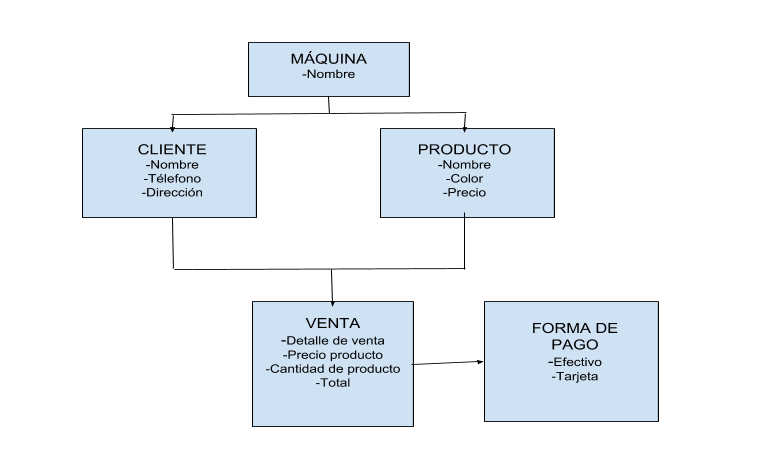 MÁQUINA
-Nombre
CLIENTE
-Nombre
-Télefono
-Dirección
PRODUCTO
-Nombre
-Color
-Precio
VENTA
-Detalle de venta
-Precio producto
-Cantidad de producto
-Total
FORMA DE
PAGO
-Efectivo
-Tarjeta